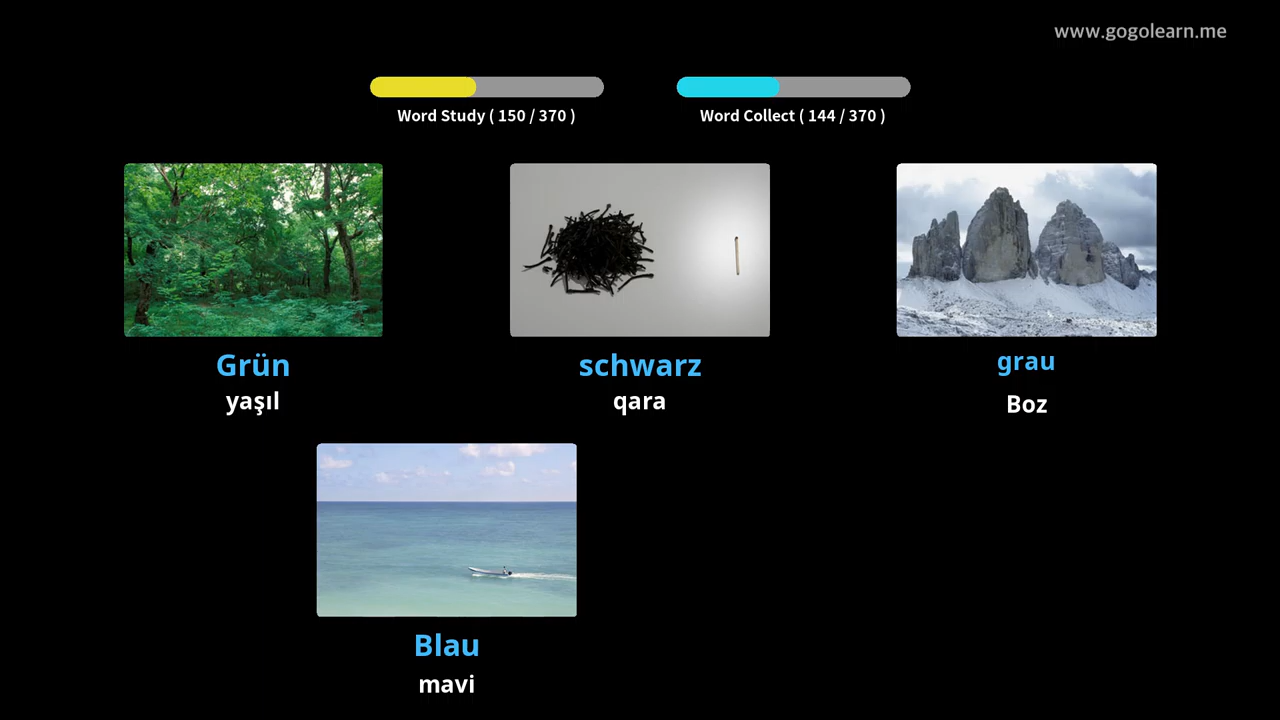 www.gogolearn.me
Word Study ( 150 / 370 )
Word Collect ( 144 / 370 )
Grün
yaşıl
schwarz
qara
grau
Boz
Blau
mavi